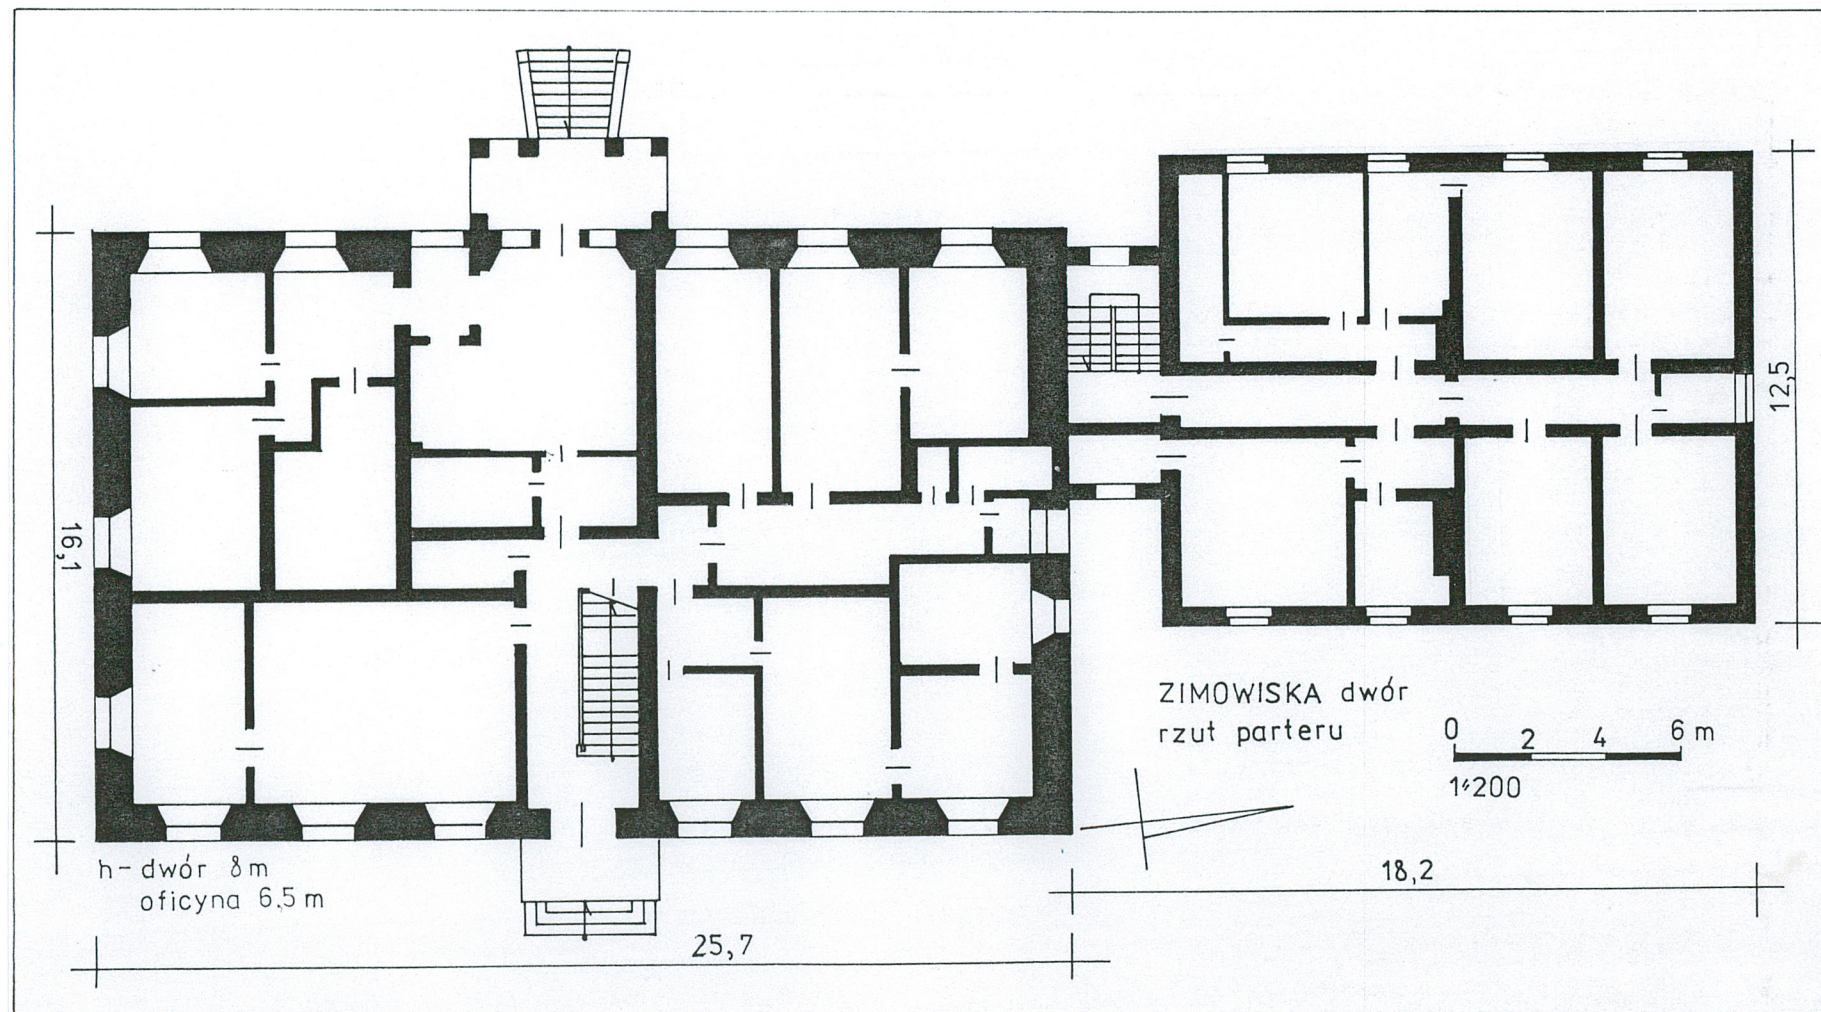 16,1
12,5
ZIMOWISKA dwór
rzut parteru
0 2 4 6 m
1:200
h- dwór 8m
oficyna 6,5 m
18,2
25,7